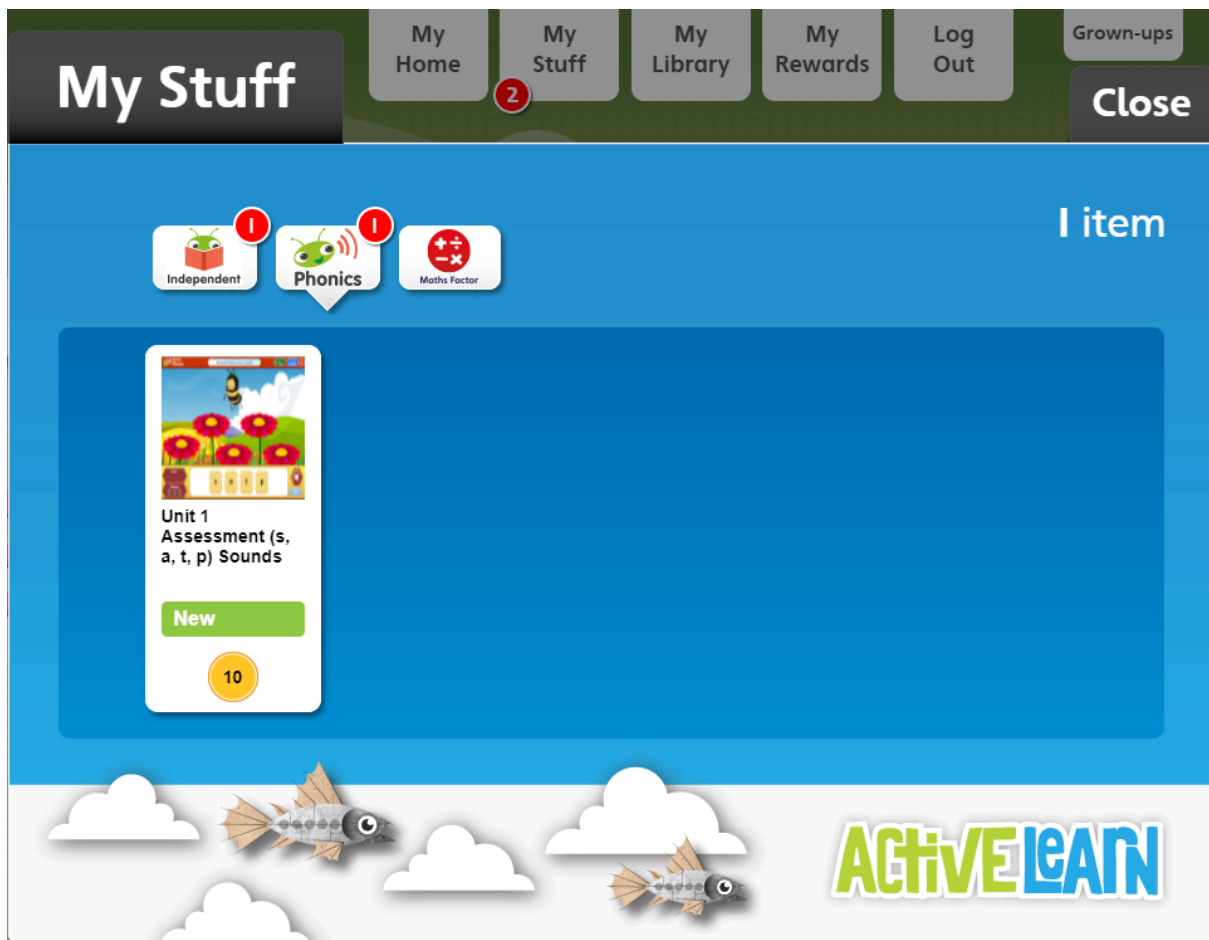 My Home
My Stuff
My Library
My Rewards
Log Out
Grown-ups
My Stuff
2
Close
1 item
1
1
Independent
Phonics
Maths Factor
s a t p
Unit 1
Assessment (s,
a, t, p) Sounds
New
10
ACTIVE LEARN